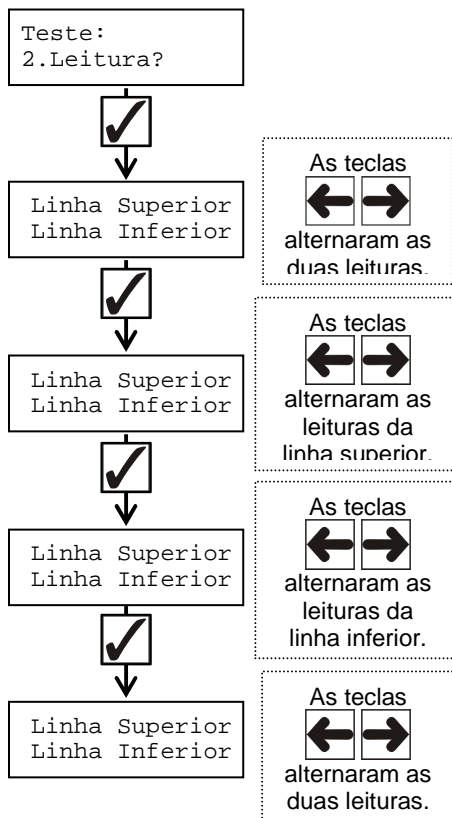 Teste:
2.Leitura?
Linha Superior
Linha Inferior
As teclas
alternaram as
duas leituras.
Linha Superior
Linha Inferior
As teclas
alternaram as
leituras da
linha superior.
Linha Superior
Linha Inferior
As teclas
alternaram as
leituras da
linha inferior.
Linha Superior
Linha Inferior
As teclas
alternaram as
duas leituras.